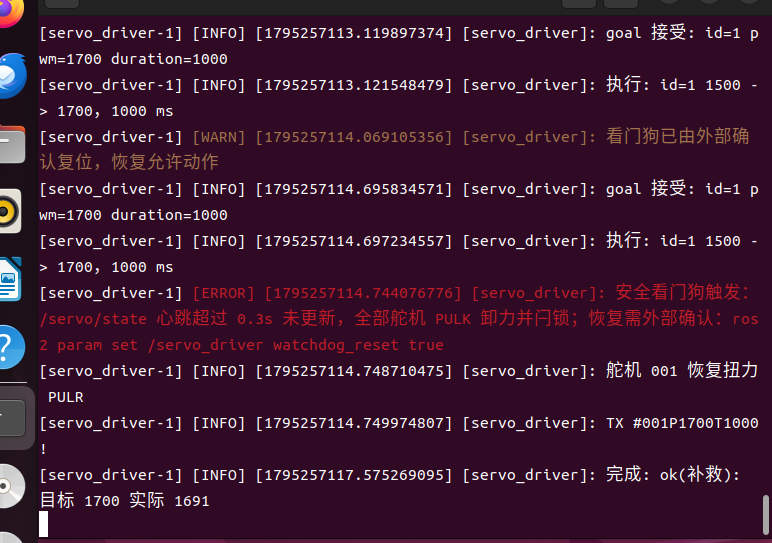 [servo_driver-1] [INFO] [1795257113.119897374] [servo_driver]: goal 接受: id=1 p
wm=1700 duration=1000
[servo_driver-1] [INFO] [1795257113.121548479] [servo_driver]: 执行: id=1 1500 -
> 1700，1000 ms
[servo_driver-1] [WARN] [1795257114.069105356] [servo_driver]: 看门狗已由外部确
认复位，恢复允许动作
[servo_driver-1] [INFO] [1795257114.695834571] [servo_driver]: goal 接受: id=1 p
wm=1700 duration=1000
[servo_driver-1] [INFO] [1795257114.697234557] [servo_driver]: 执行: id=1 1500 -
> 1700，1000 ms
[servo_driver-1] [ERROR] [1795257114.744076776] [servo_driver]: 安全看门狗触发：
/servo/state 心跳超过 0.3s 未更新，全部舵机 PULK 卸力并闩锁；恢复需外部确认：ros
2 param set /servo_driver watchdog_reset true
[servo_driver-1] [INFO] [1795257114.748710475] [servo_driver]: 舵机 001 恢复扭力
PULR
[servo_driver-1] [INFO] [1795257114.749974807] [servo_driver]: TX #001P1700T1000
!
[servo_driver-1] [INFO] [1795257117.575269095] [servo_driver]: 完成: ok(补救):
目标 1700 实际 1691